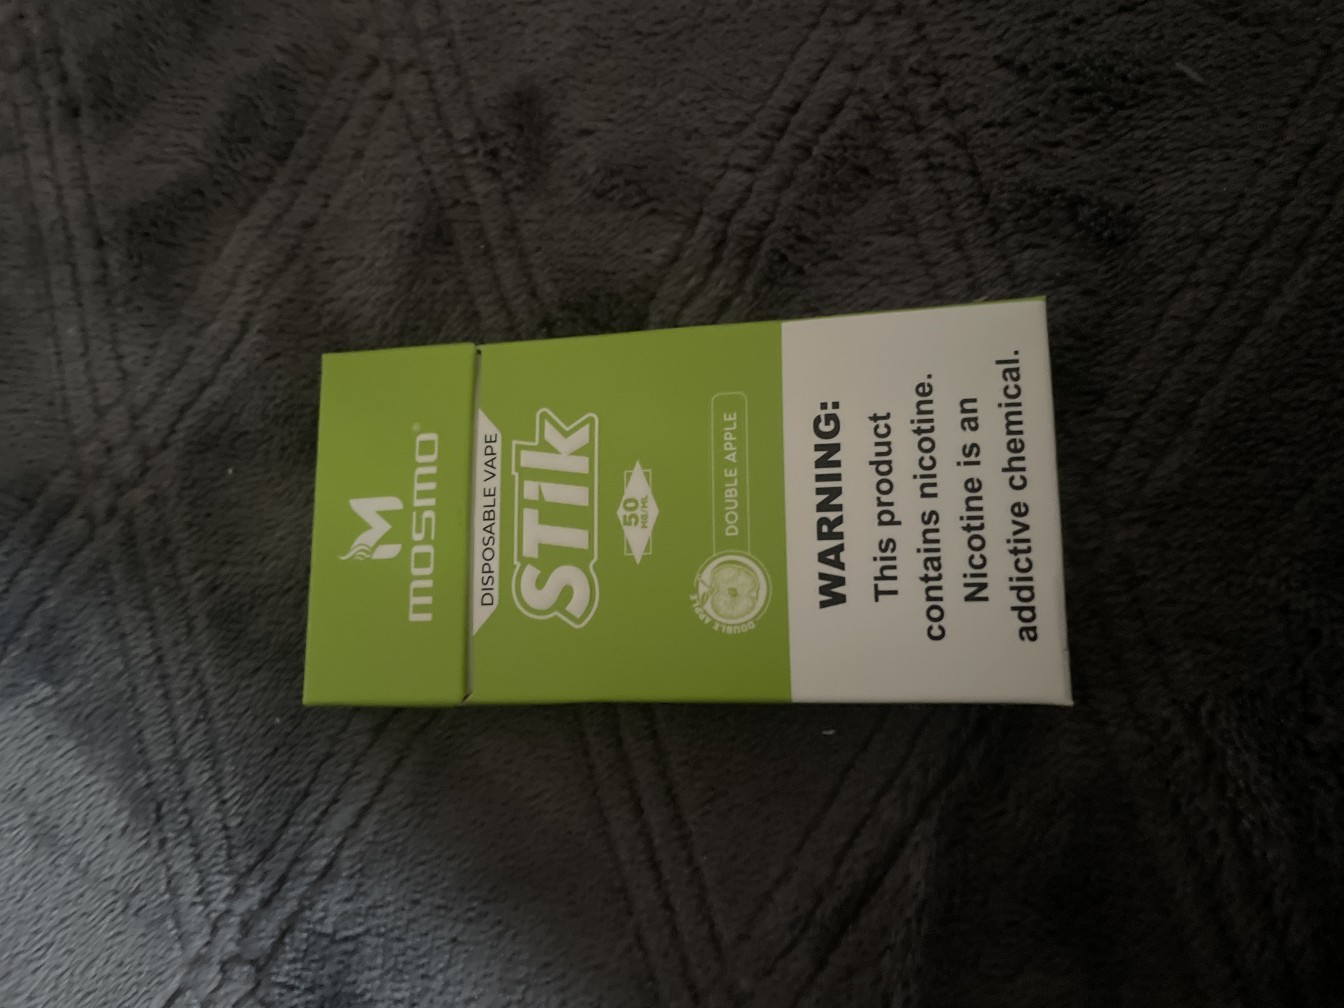 M
mosmo®
DISPOSABLE VAPE
STiK
50
MG/ML
DOUBLE APPLE
DOUBLE APPLE
WARNING:
This product
contains nicotine.
Nicotine is an
addictive chemical.